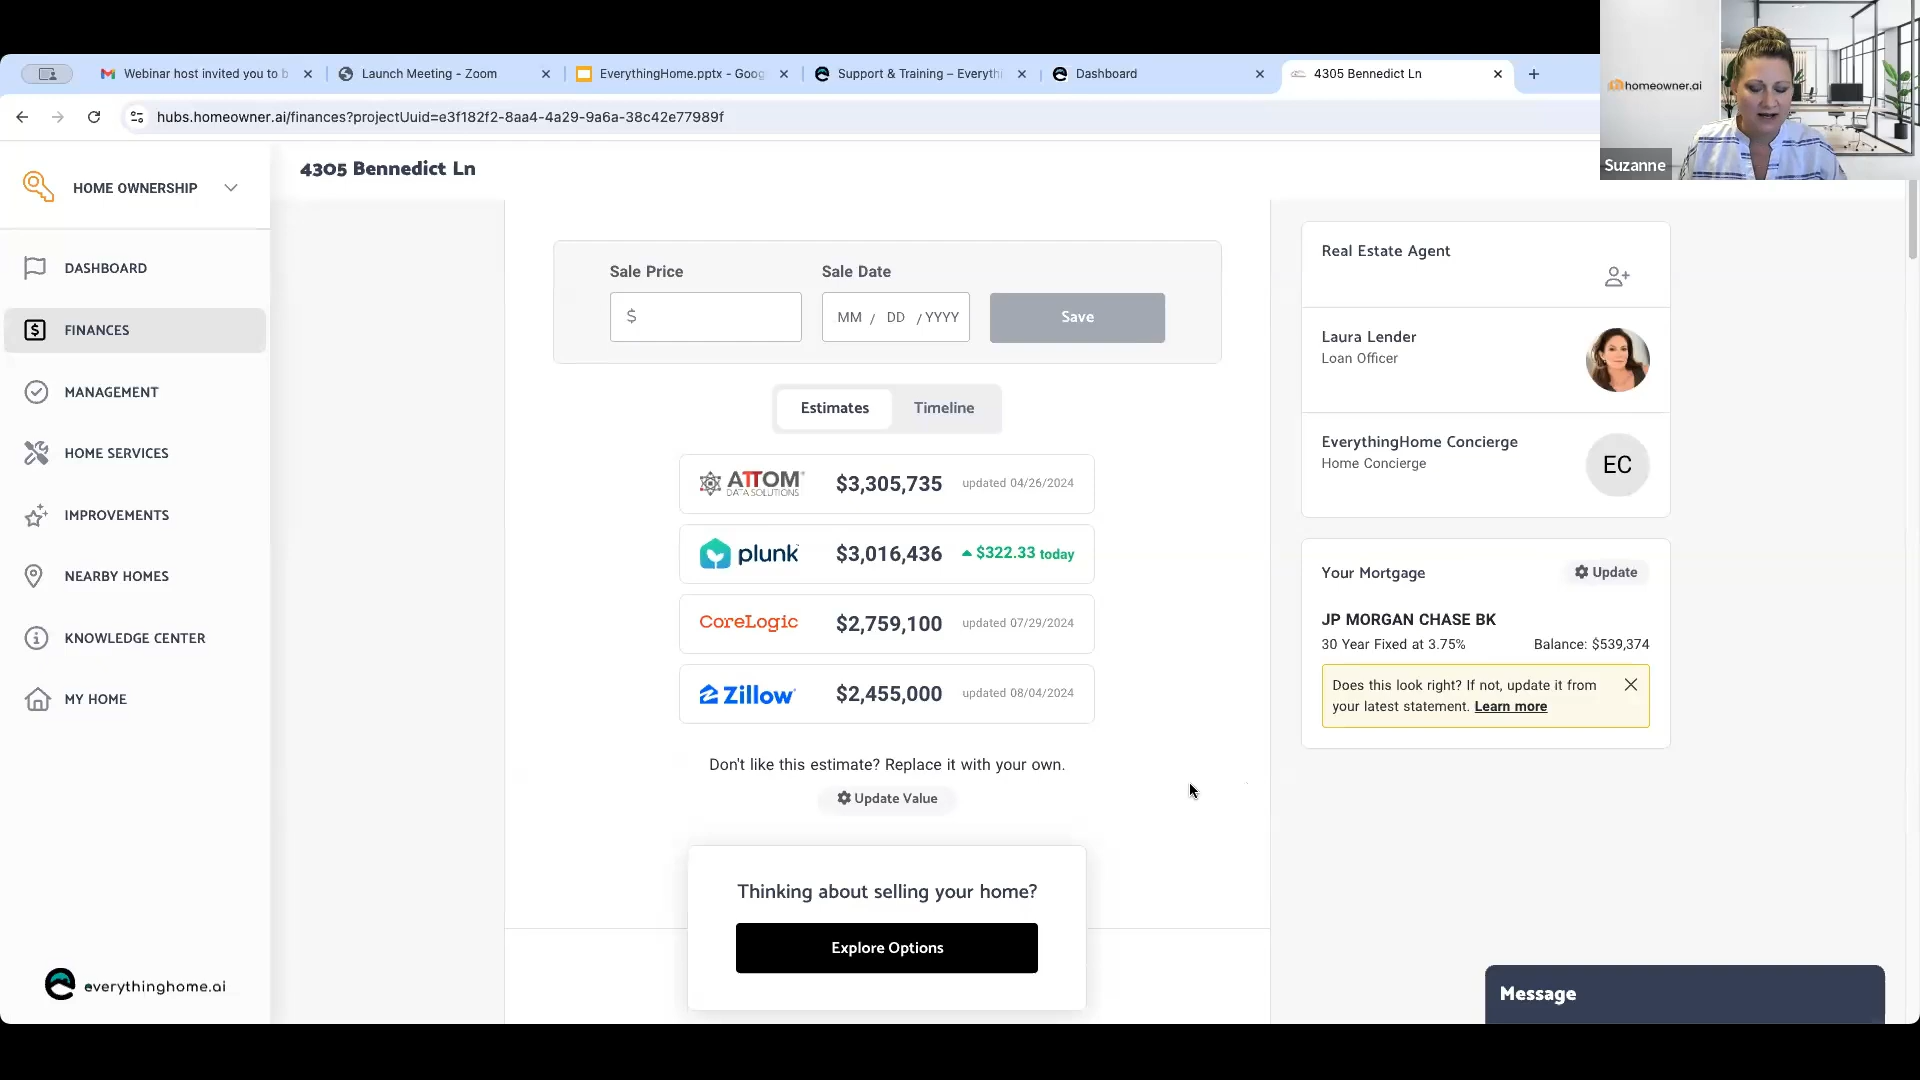 Webinar host invited you to b
Launch Meeting - Zoom
EverythingHome.pptx - Goog
Support & Training – Everythi
Dashboard
4305 Bennedict Ln
hubs.homeowner.ai/finances?projectUuid=e3f182f2-8aa4-4a29-9a6a-38c42e77989f
homeowner.ai
Suzanne
HOME OWNERSHIP
4305 Bennedict Ln
DASHBOARD
FINANCES
MANAGEMENT
HOME SERVICES
IMPROVEMENTS
NEARBY HOMES
KNOWLEDGE CENTER
MY HOME
everythinghome.ai
Sale Price
Sale Date
$
MM / DD / YYYY
Save
Estimates
Timeline
ATTOM DATA SOLUTIONS $3,305,735 updated 04/26/2024
plunk $3,016,436 $322.33 today
CoreLogic $2,759,100 updated 07/29/2024
Zillow $2,455,000 updated 08/04/2024
Don't like this estimate? Replace it with your own.
Update Value
Thinking about selling your home?
Explore Options
Real Estate Agent
Laura Lender
Loan Officer
EverythingHome Concierge
Home Concierge
EC
Your Mortgage
Update
JP MORGAN CHASE BK
30 Year Fixed at 3.75% Balance: $539,374
Does this look right? If not, update it from
your latest statement. Learn more
Message